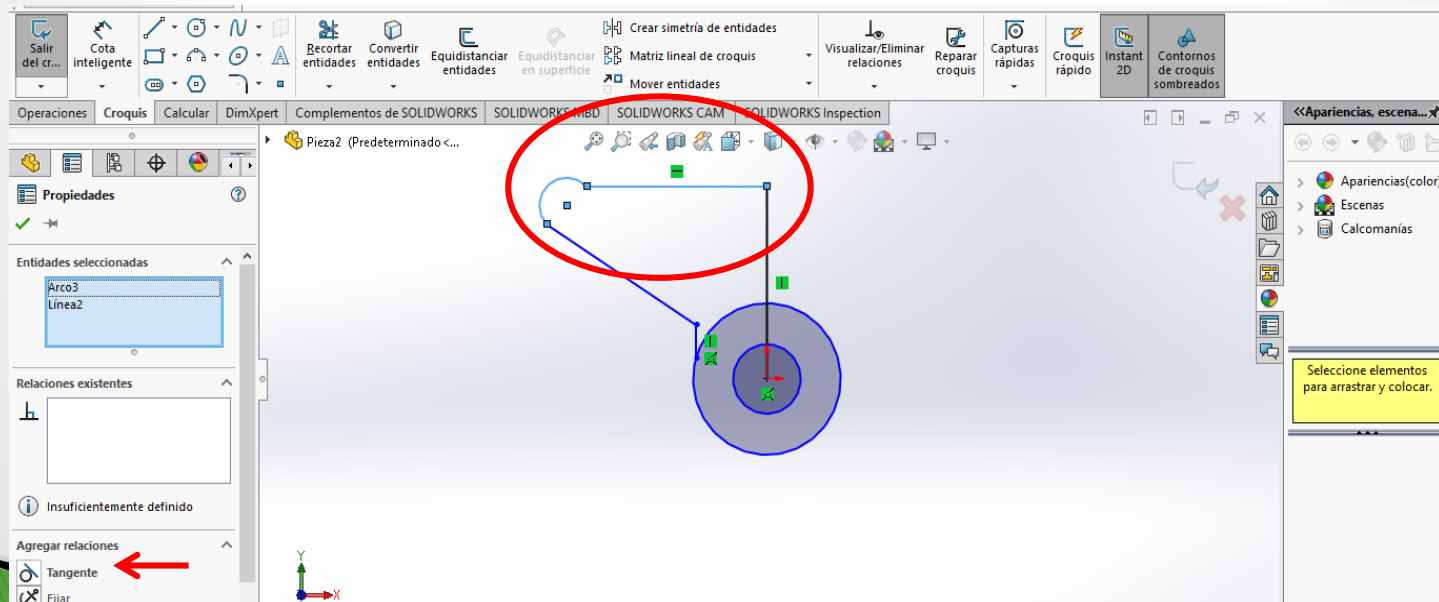 Salir
del cr...
Cota
inteligente
Recortar
entidades
Convertir
entidades
Equidistanciar
entidades
Equidistanciar
en superficie
Crear simetría de entidades
Matriz lineal de croquis
Mover entidades
Visualizar/Eliminar
relaciones
Reparar
croquis
Capturas
rápidas
Croquis
rápido
Instant
2D
Contornos
de croquis
sombreados
Operaciones Croquis Calcular DimXpert Complementos de SOLIDWORKS SOLIDWORKS MBD SOLIDWORKS CAM SOLIDWORKS Inspection
Pieza2 (Predeterminado<...
Propiedades
Entidades seleccionadas
Arco3
Línea2
Relaciones existentes
Insuficientemente definido
Agregar relaciones
Tangente
Fijar
Y
X
<<Apariencias, escena...
Apariencias(color)
Escenas
Calcomanías
Seleccione elementos
para arrastrar y colocar.